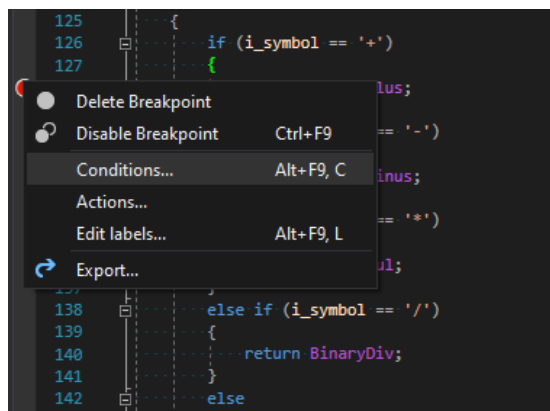 125 {
126 if (i_symbol == '+')
127 {
lus;
Delete Breakpoint
Disable Breakpoint Ctrl+F9
== '-')
Conditions... Alt+F9, C
inus;
Actions...
== '*')
Edit labels... Alt+F9, L
Export...
ul;
137 }
138 else if (i_symbol == '/')
139 {
140 return BinaryDiv;
141 }
142 else